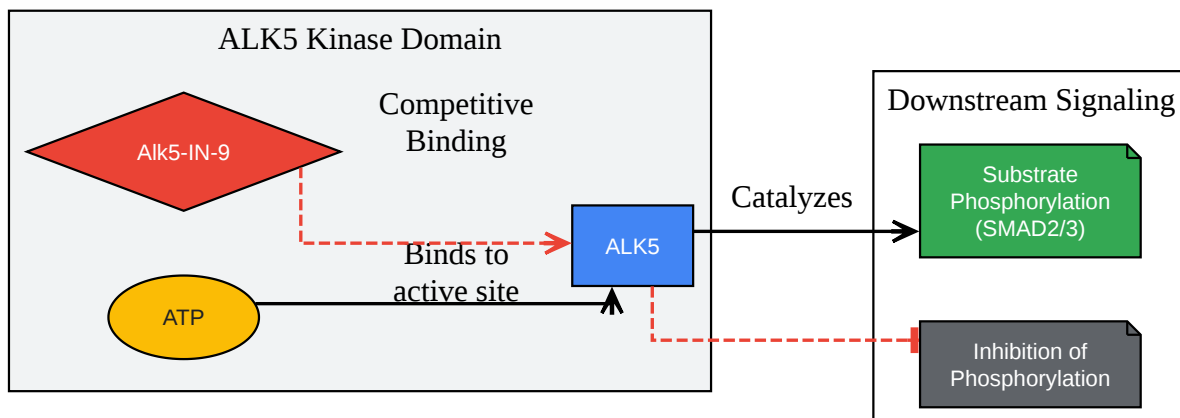 ALK5 Kinase Domain
Competitive
Binding
Alk5-IN-9
Downstream Signaling
Substrate
Phosphorylation
(SMAD2/3)
Catalyzes
ALK5
Binds to
active site
ATP
Inhibition of
Phosphorylation